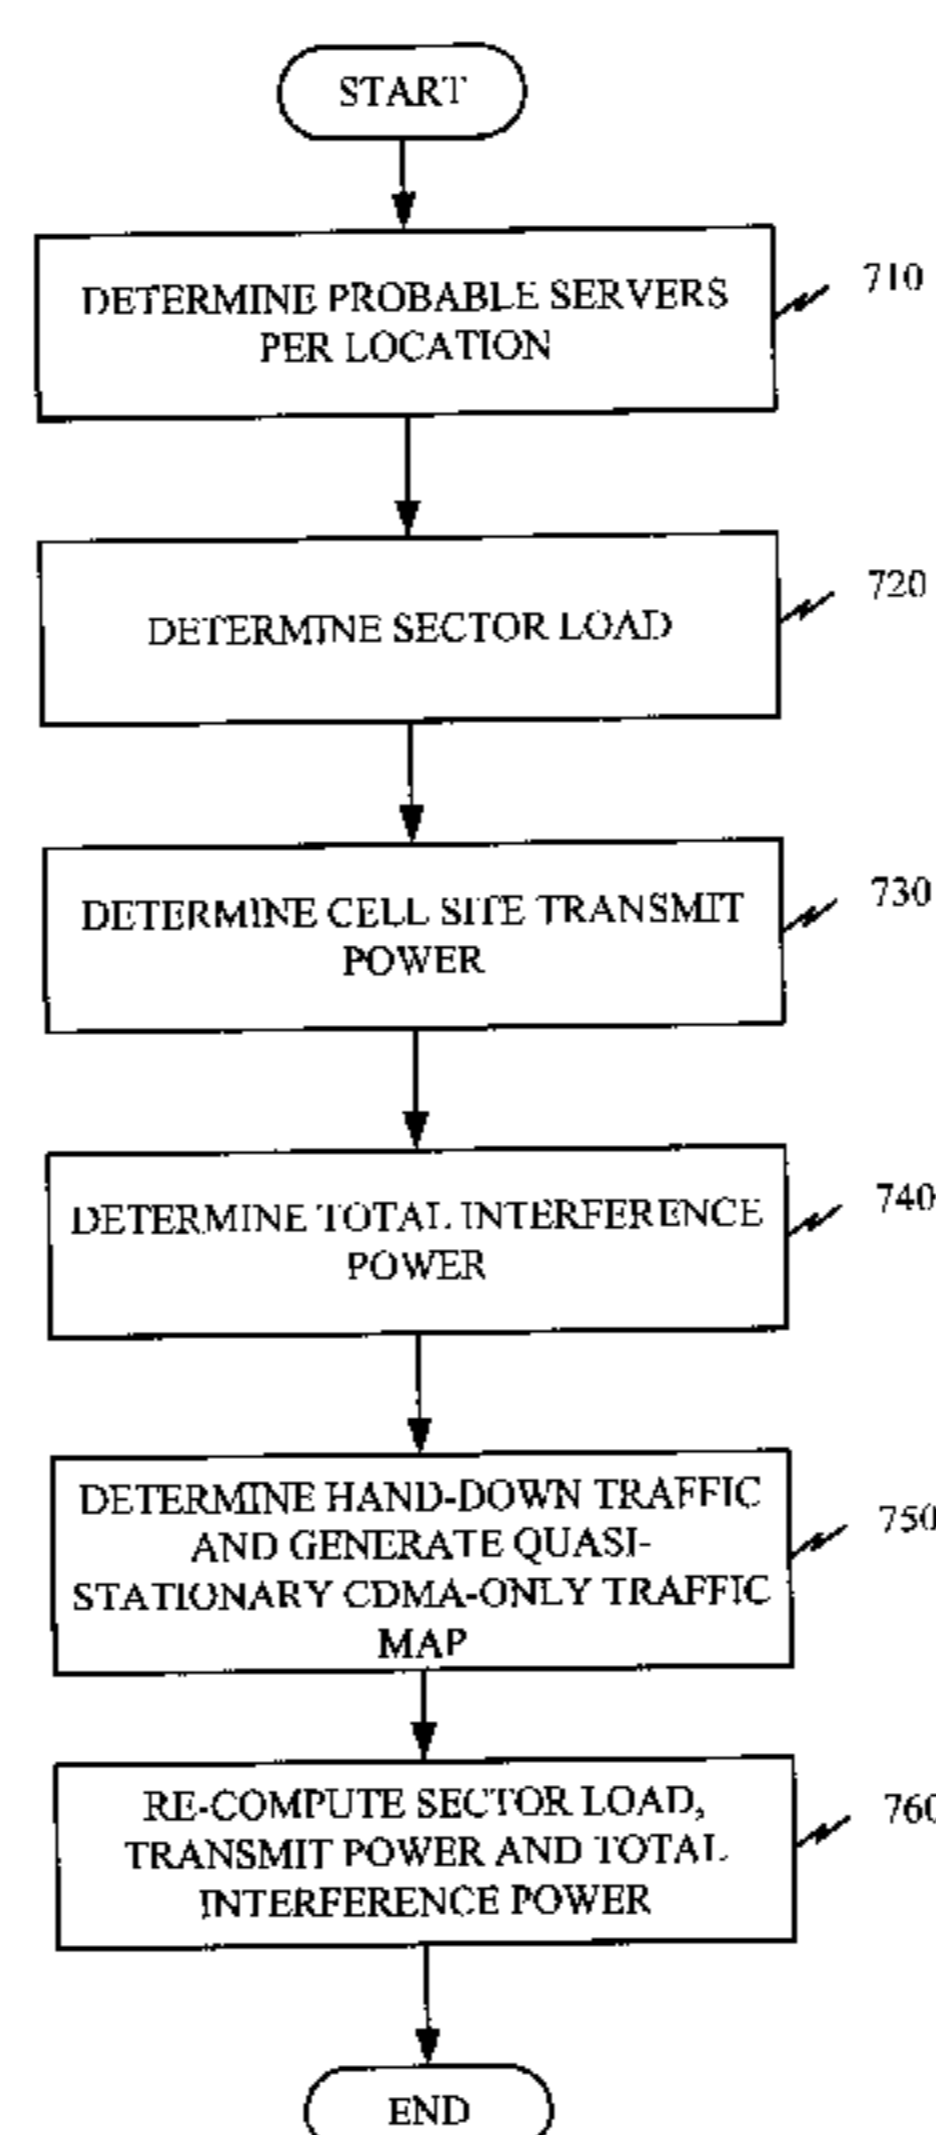 START
DETERMINE PROBABLE SERVERS
PER LOCATION
710
DETERMINE SECTOR LOAD
720
DETERMINE CELL SITE TRANSMIT
POWER
730
DETERMINE TOTAL INTERFERENCE
POWER
740
DETERMINE HAND-DOWN TRAFFIC
AND GENERATE QUASI-
STATIONARY CDMA-ONLY TRAFFIC
MAP
750
RE-COMPUTE SECTOR LOAD,
TRANSMIT POWER AND TOTAL
INTERFERENCE POWER
760
END